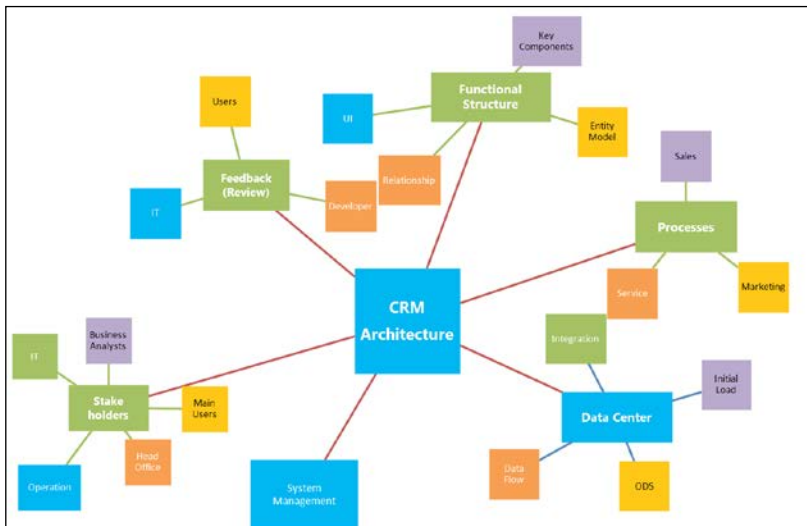 Key
Components
Functional
Structure
UI
Entity
Model
Relationship
Users
Feedback
(Review)
IT
Developer
Sales
Processes
Service
Marketing
CRM
Architecture
Integration
Initial
Load
Data Center
Data
Flow
ODS
Business
Analysts
IT
Stake
holders
Main
Users
Head
Office
Operation
System
Management